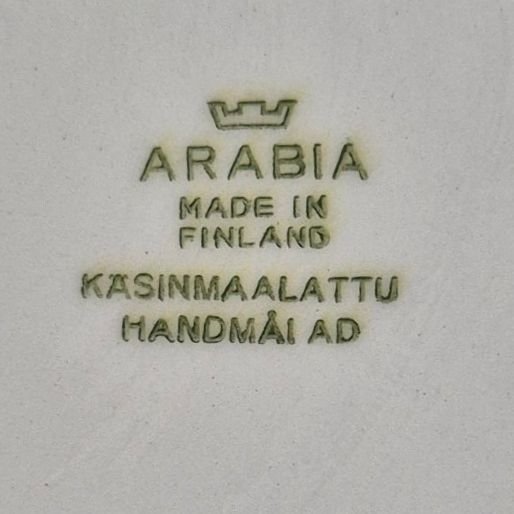 ARABIA
MADE IN
FINLAND
KÄSINMAALATTU
HANDMÅLAD